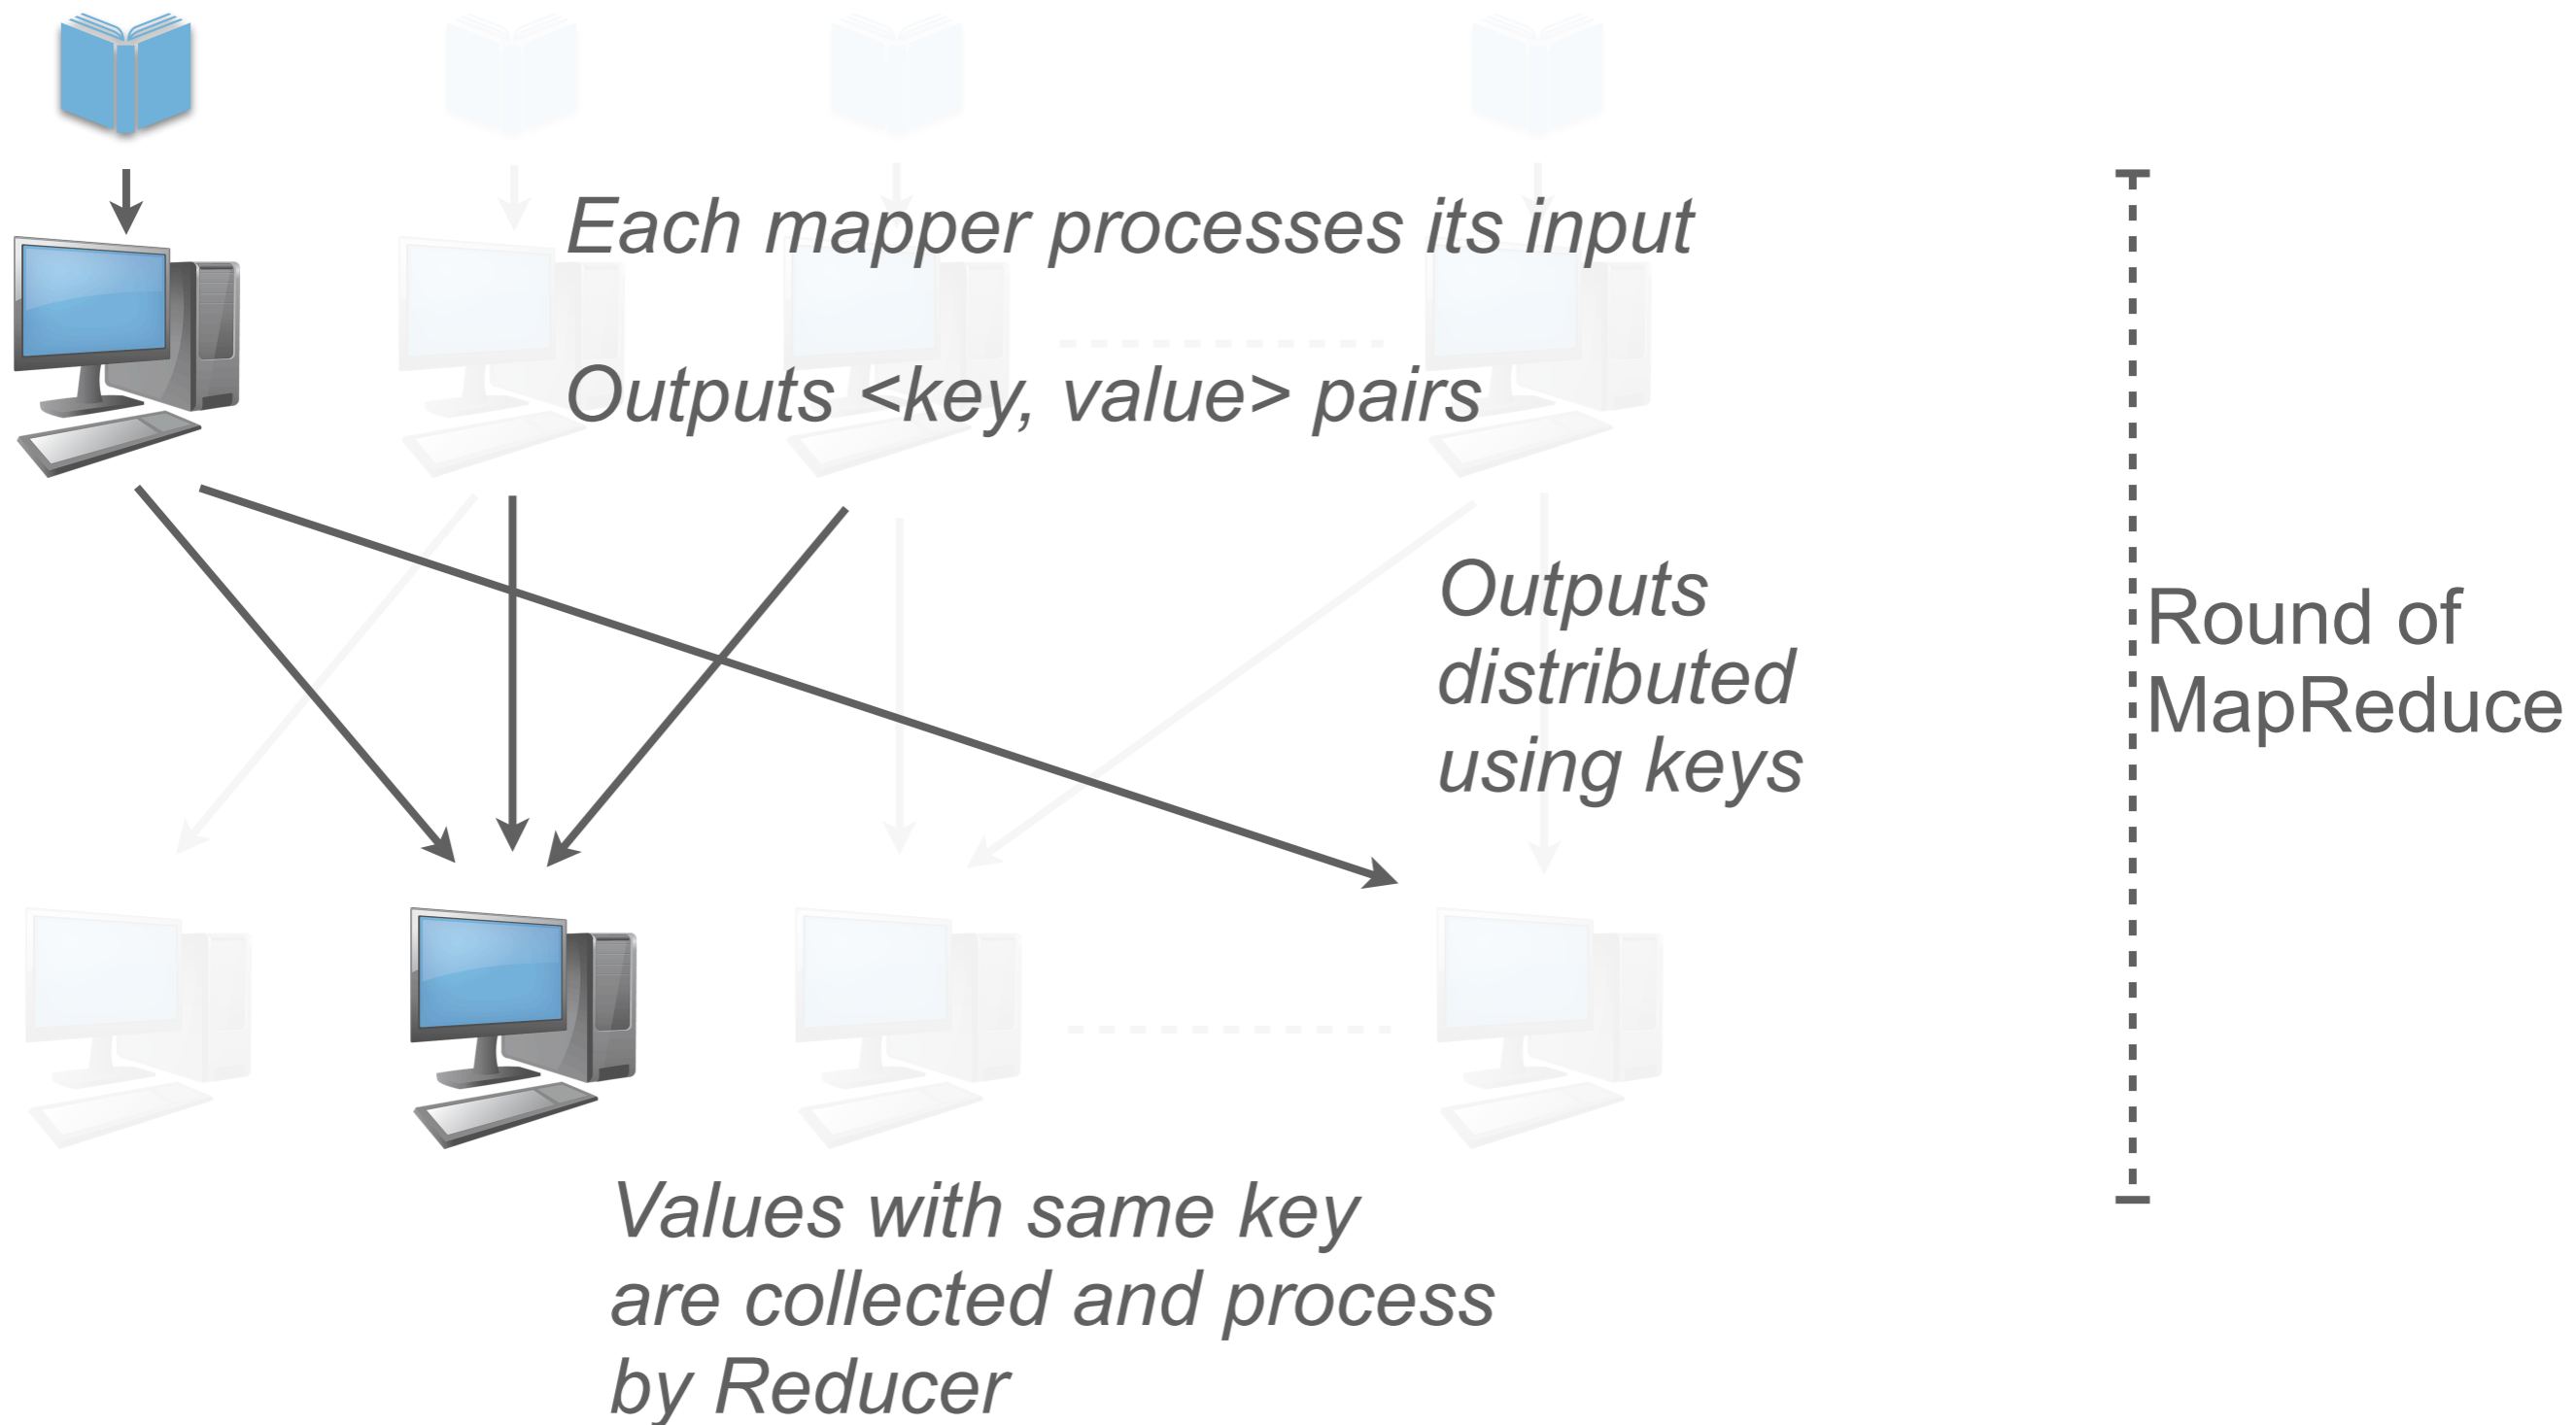 Each mapper processes its input
Outputs <key, value> pairs
Outputs
distributed
using keys
Round of
MapReduce
Values with same key
are collected and process
by Reducer